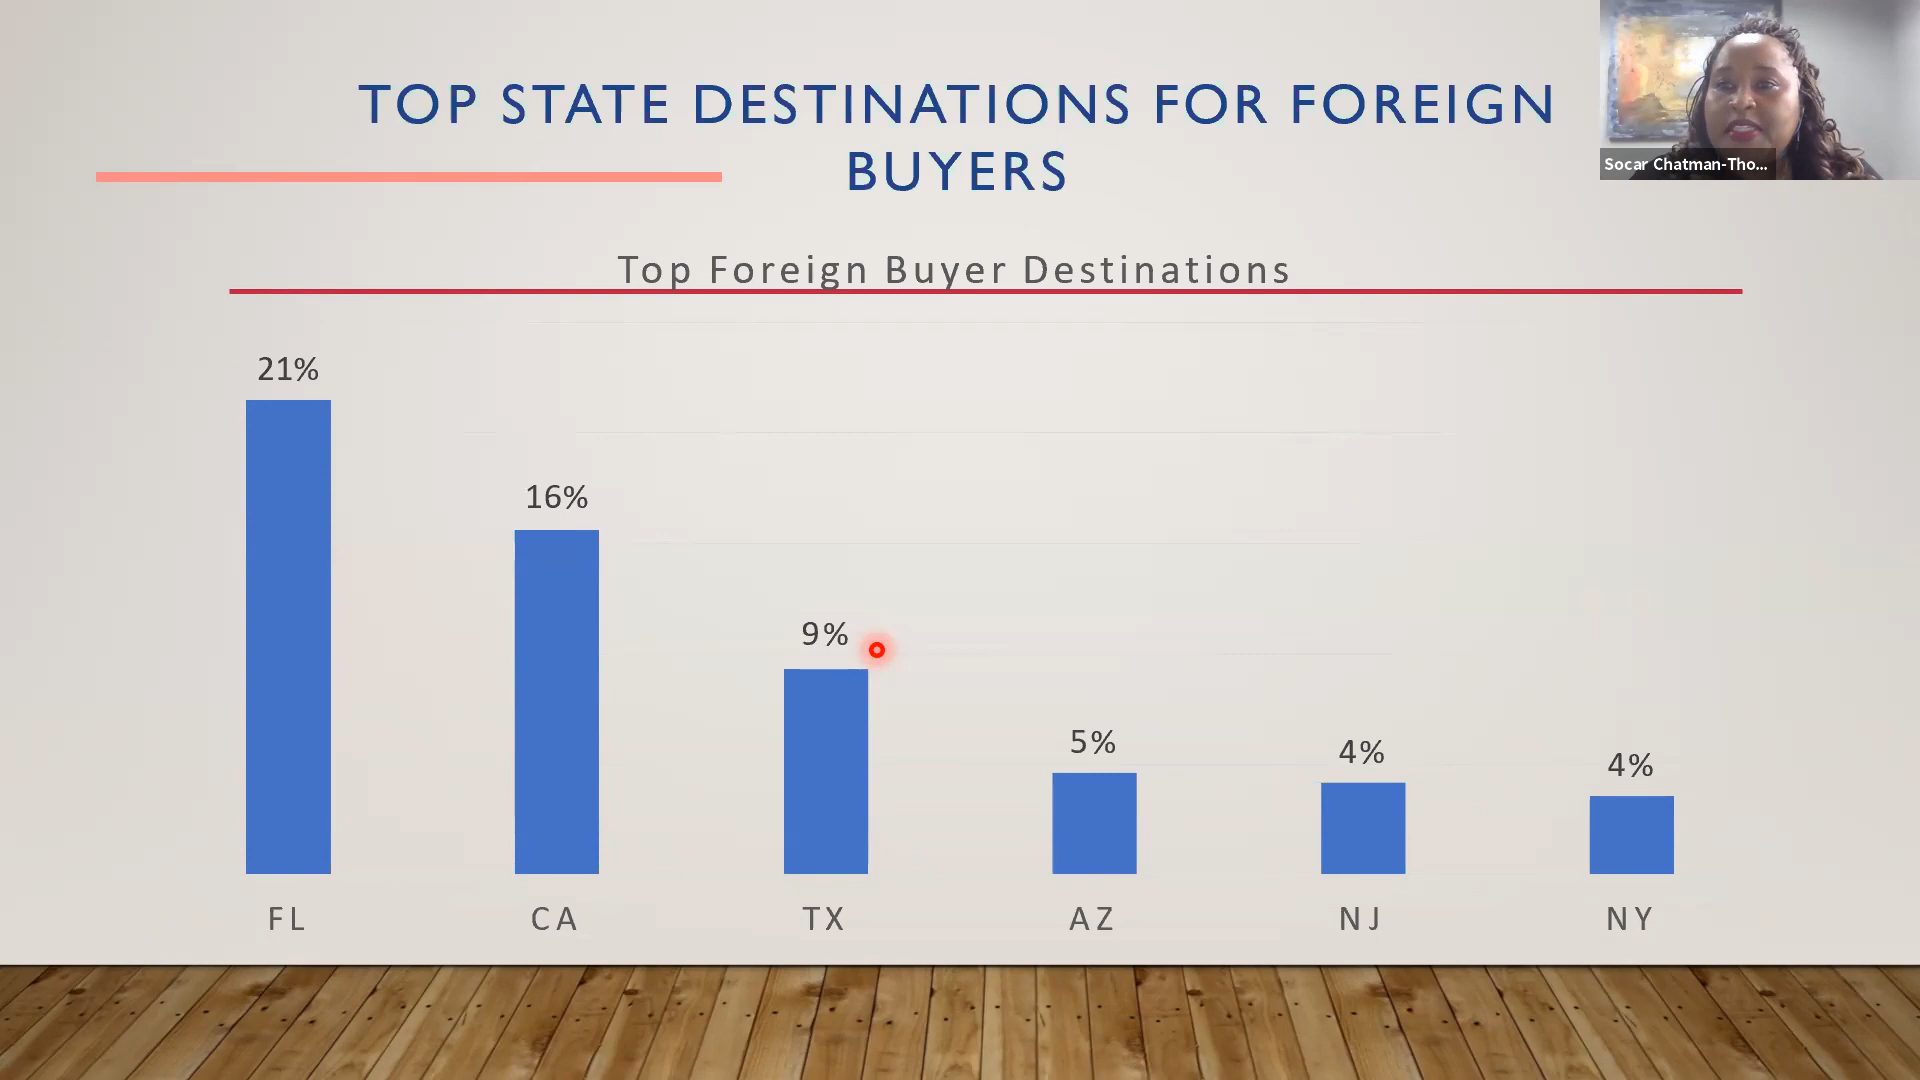 TOP STATE DESTINATIONS FOR FOREIGN
BUYERS
Socar Chatman-Tho...
Top Foreign Buyer Destinations
21%
16%
9%
5%
4%
4%
FL
CA
TX
AZ
NJ
NY